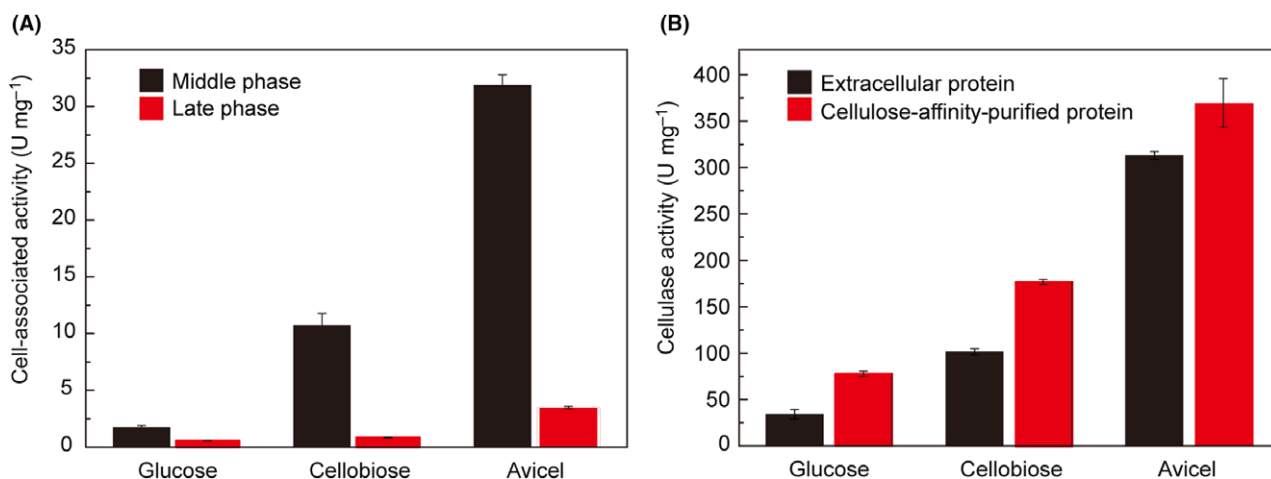 (A)
Cell-associated activity (U mg⁻¹)
35
30
25
20
15
10
5
0
Middle phase
Late phase
Glucose
Cellobiose
Avicel
(B)
Cellulase activity (U mg⁻¹)
400
350
300
250
200
150
100
50
0
Extracellular protein
Cellulose-affinity-purified protein
Glucose
Cellobiose
Avicel